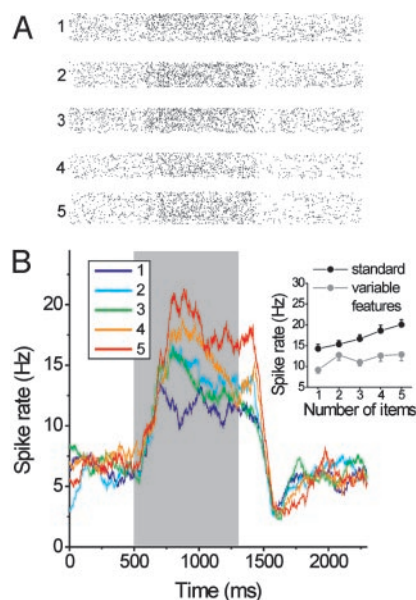 A
1
2
3
4
5
B
1
2
3
4
5
standard
variable
features
Spike rate (Hz)
30
25
20
15
10
5
1 2 3 4 5
Number of items
Spike rate (Hz)
20
15
10
5
0
0 500 1000 1500 2000
Time (ms)